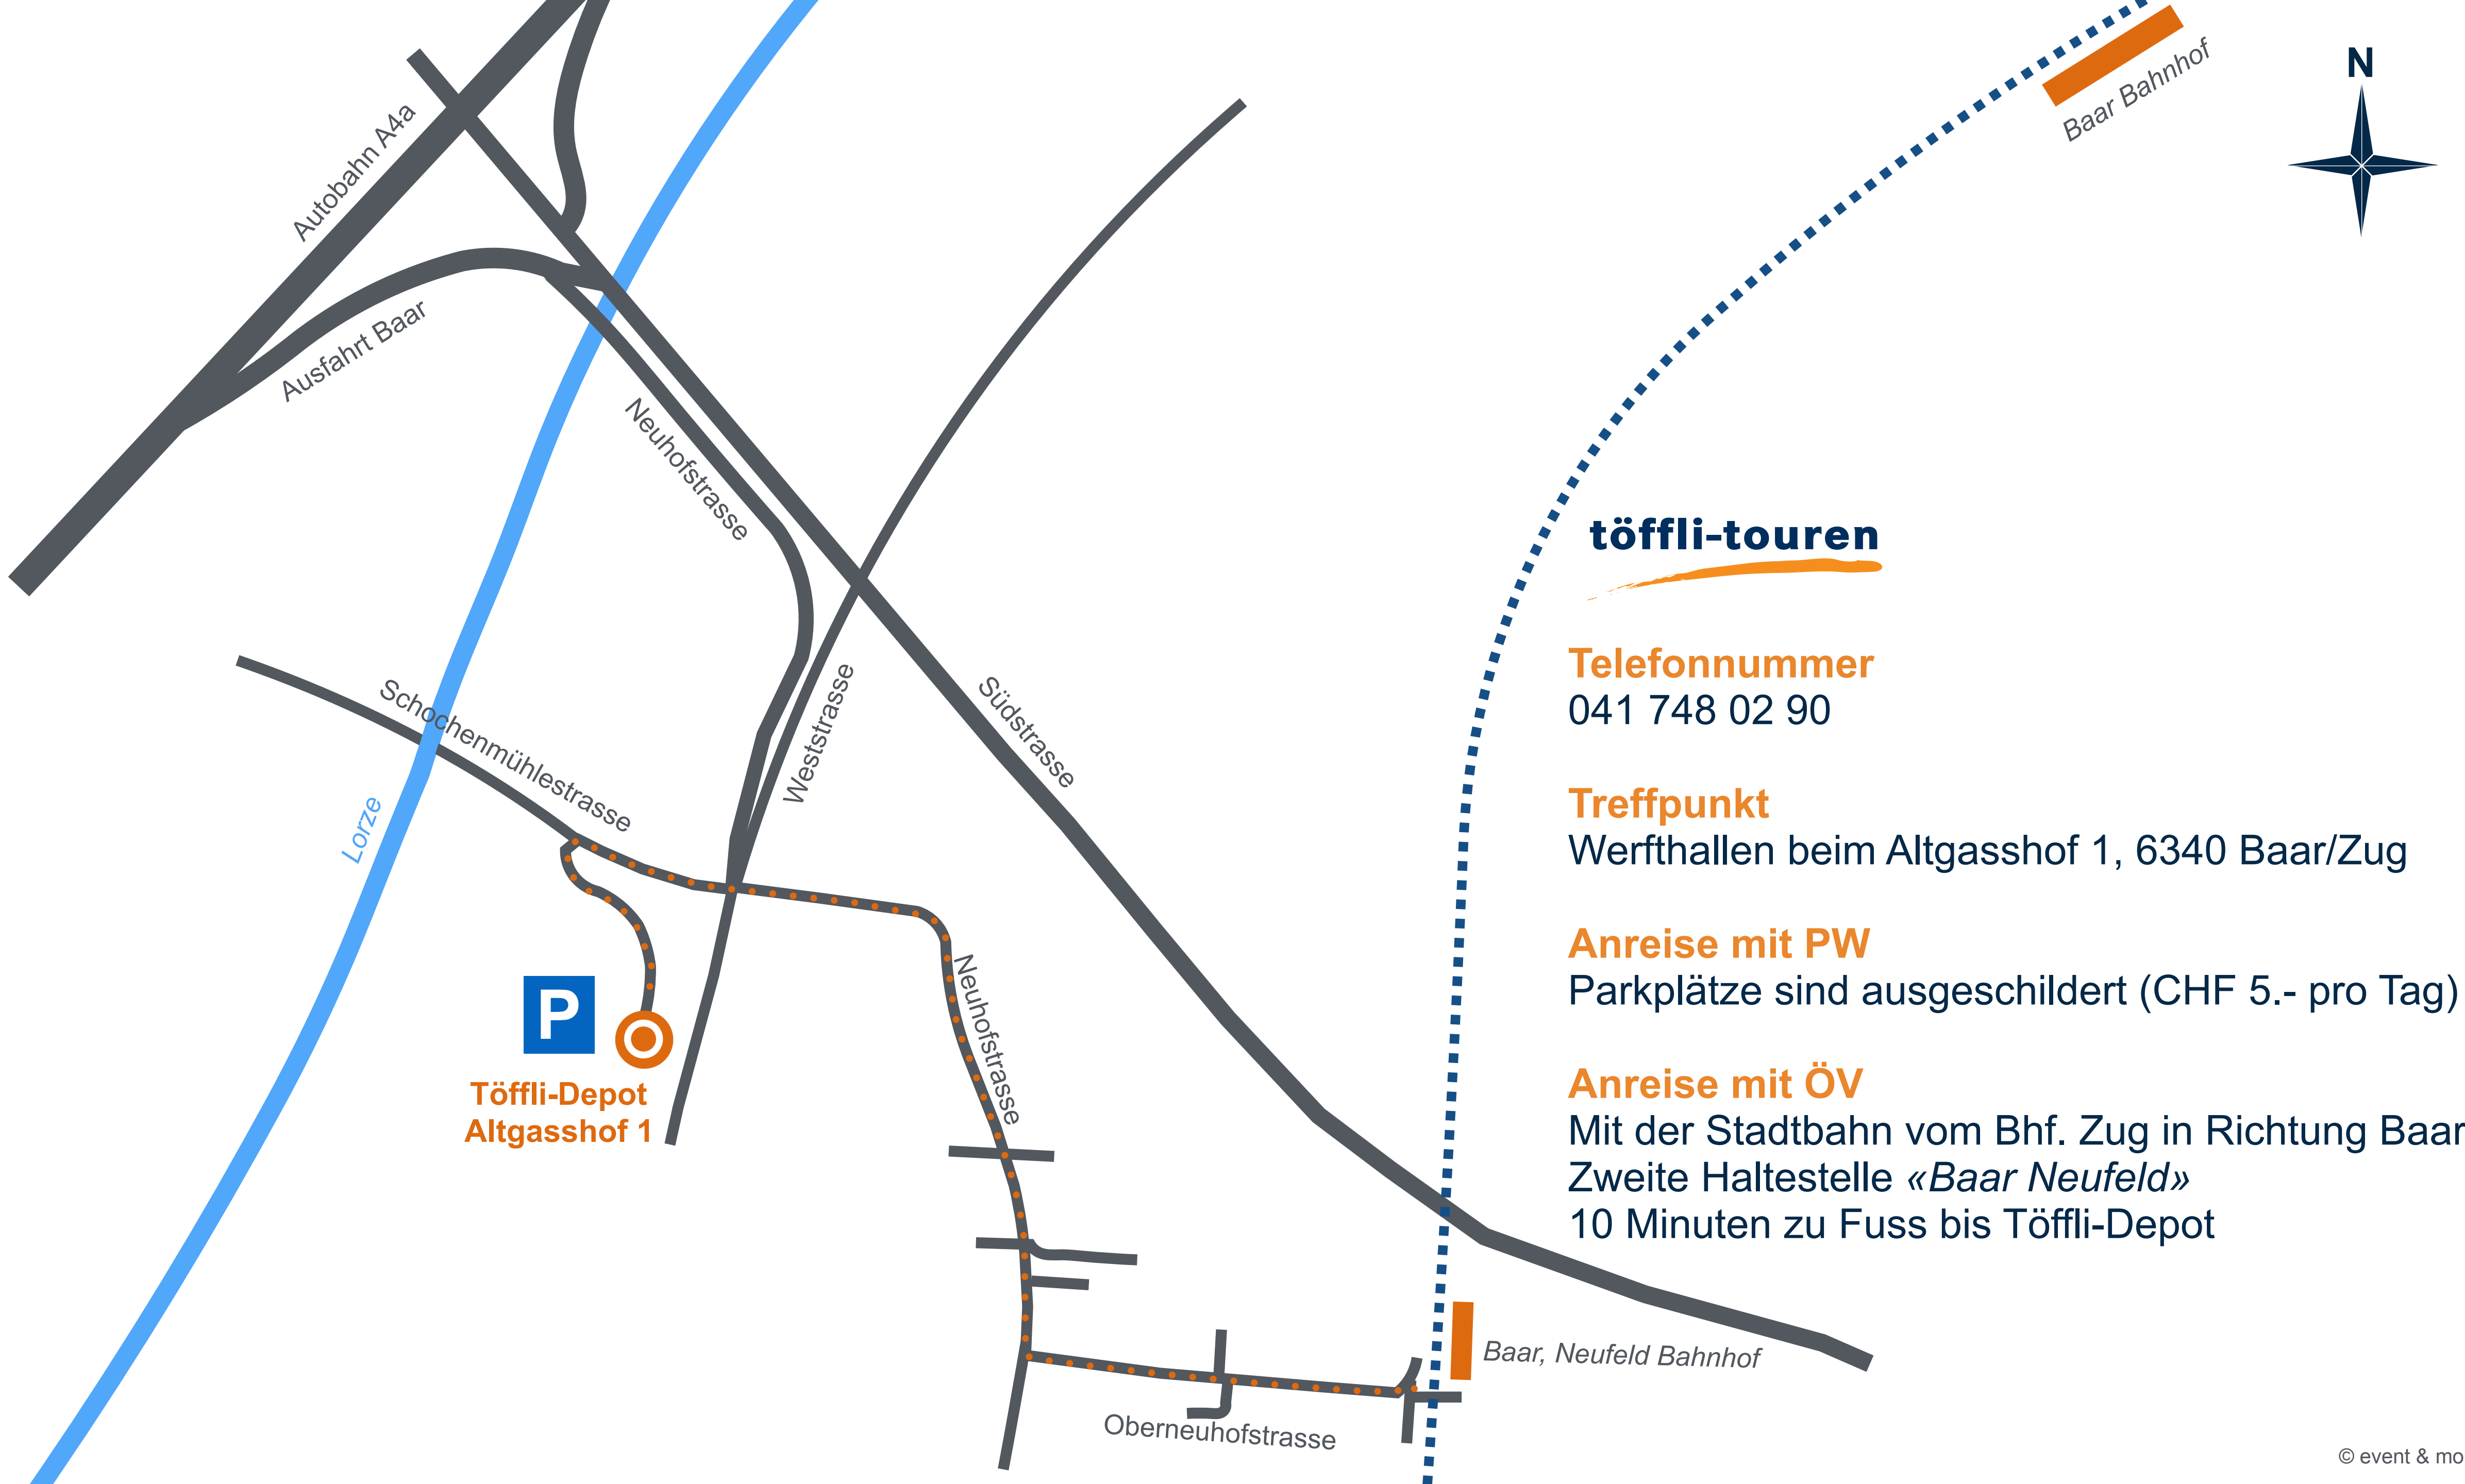 Baar Bahnhof
N
Autobahn A4a
Ausfahrt Baar
Neuhofstrasse
töffli-touren
Telefonnummer
041 748 02 90
Weststrasse
Südstrasse
Schochenmühlestrasse
Lorze
Treffpunkt
Werfthallen beim Altgasshof 1, 6340 Baar/Zug
Anreise mit PW
Parkplätze sind ausgeschildert (CHF 5.- pro Tag)
Neuhofstrasse
P
Töffli-Depot
Altgasshof 1
Anreise mit ÖV
Mit der Stadtbahn vom Bhf. Zug in Richtung Baar
Zweite Haltestelle «Baar Neufeld»
10 Minuten zu Fuss bis Töffli-Depot
Baar, Neufeld Bahnhof
Oberneuhofstrasse
© event & mo